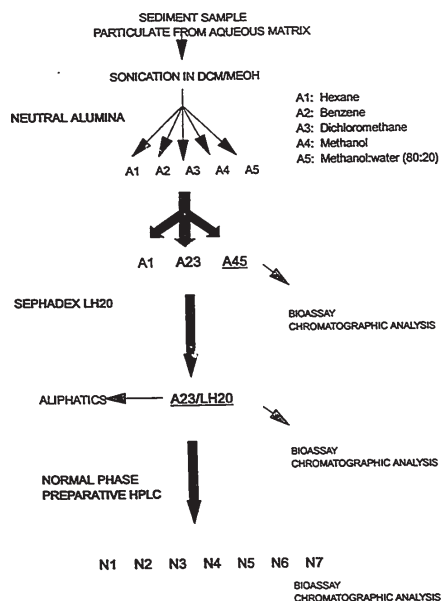 SEDIMENT SAMPLE
PARTICULATE FROM AQUEOUS MATRIX
SONICATION IN DCM/MEOH
NEUTRAL ALUMINA
A1: Hexane
A2: Benzene
A3: Dichloromethane
A4: Methanol
A5: Methanol:water (80:20)
A1 A2 A3 A4 A5
A1 A23 A45
SEPHADEX LH20
BIOASSAY
CHROMATOGRAPHIC ANALYSIS
ALIPHATICS A23/LH20
BIOASSAY
CHROMATOGRAPHIC ANALYSIS
NORMAL PHASE
PREPARATIVE HPLC
N1 N2 N3 N4 N5 N6 N7
BIOASSAY
CHROMATOGRAPHIC ANALYSIS